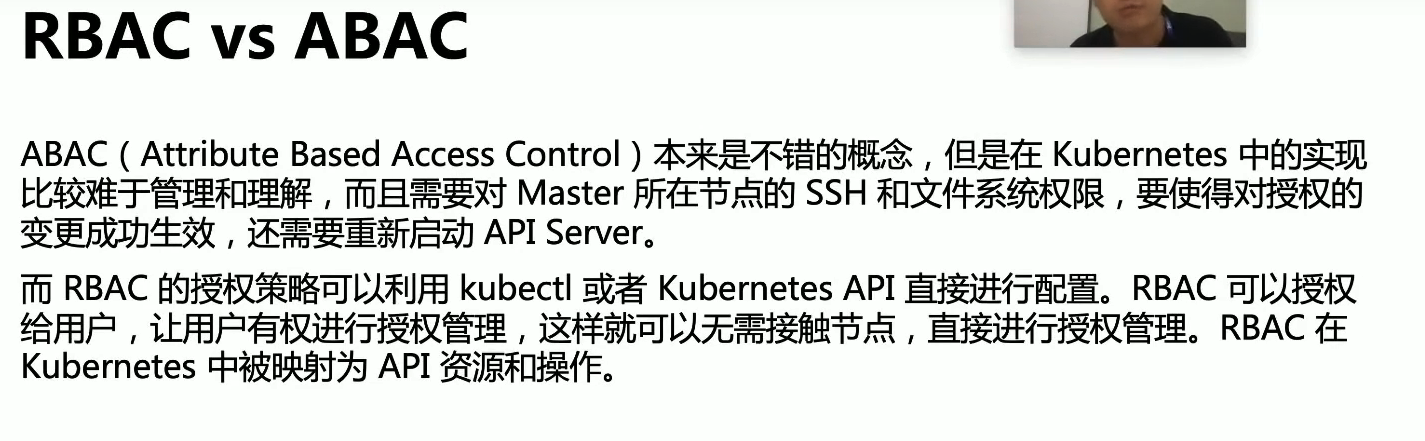 RBAC vs ABAC
ABAC（Attribute Based Access Control）本来是不错的概念，但是在 Kubernetes 中的实现
比较难于管理和理解，而且需要对 Master 所在节点的 SSH 和文件系统权限，要使得对授权的
变更成功生效，还需要重新启动 API Server。
而 RBAC 的授权策略可以利用 kubectl 或者 Kubernetes API 直接进行配置。RBAC 可以授权
给用户，让用户有权进行授权管理，这样就可以无需接触节点，直接进行授权管理。RBAC 在
Kubernetes 中被映射为 API 资源和操作。